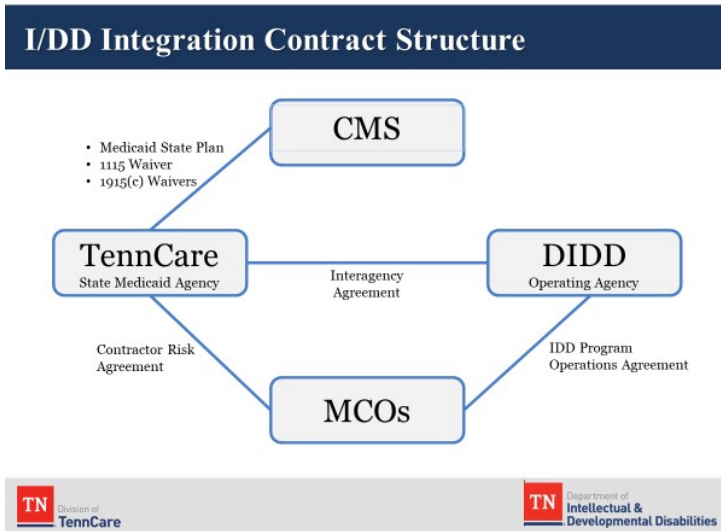 I/DD Integration Contract Structure
CMS
• Medicaid State Plan
• 1115 Waiver
• 1915(c) Waivers
TennCare
State Medicaid Agency
DIDD
Operating Agency
Interagency
Agreement
Contractor Risk
Agreement
IDD Program
Operations Agreement
MCOs
TN
Division of
TennCare
TN
Department of
Intellectual &
Developmental Disabilities